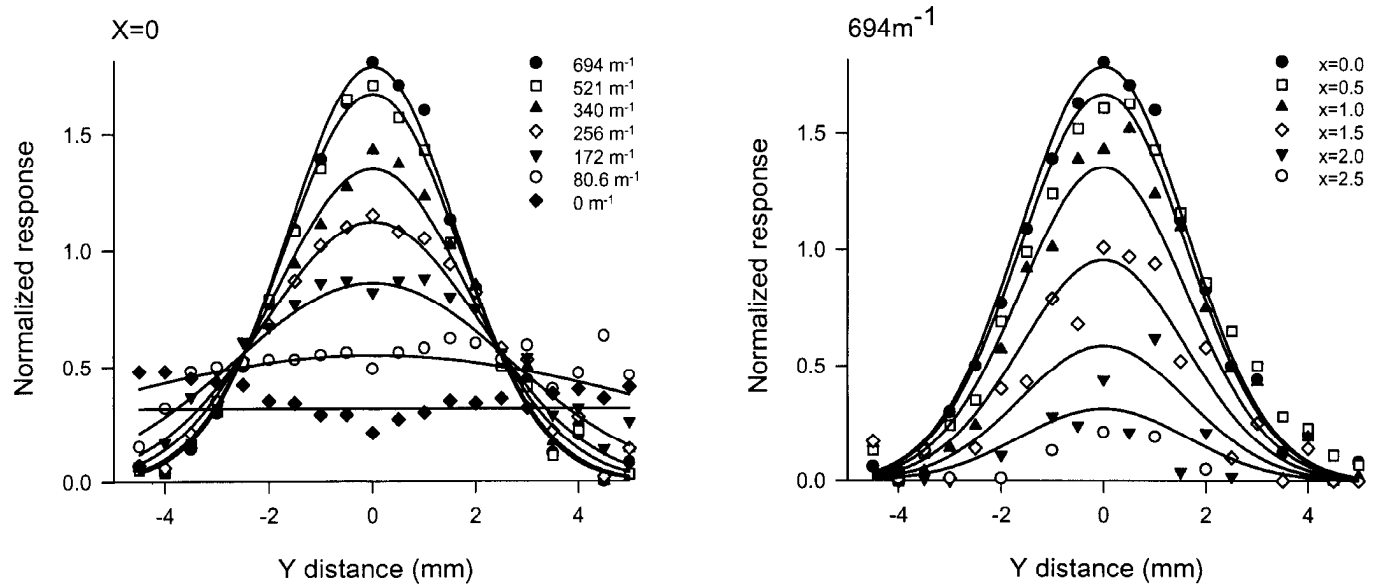 X=0
694 m-1
521 m-1
340 m-1
256 m-1
172 m-1
80.6 m-1
0 m-1
Normalized response
1.5
1.0
0.5
0.0
-4 -2 0 2 4
Y distance (mm)
694m-1
x=0.0
x=0.5
x=1.0
x=1.5
x=2.0
x=2.5
Normalized response
1.5
1.0
0.5
0.0
-4 -2 0 2 4
Y distance (mm)